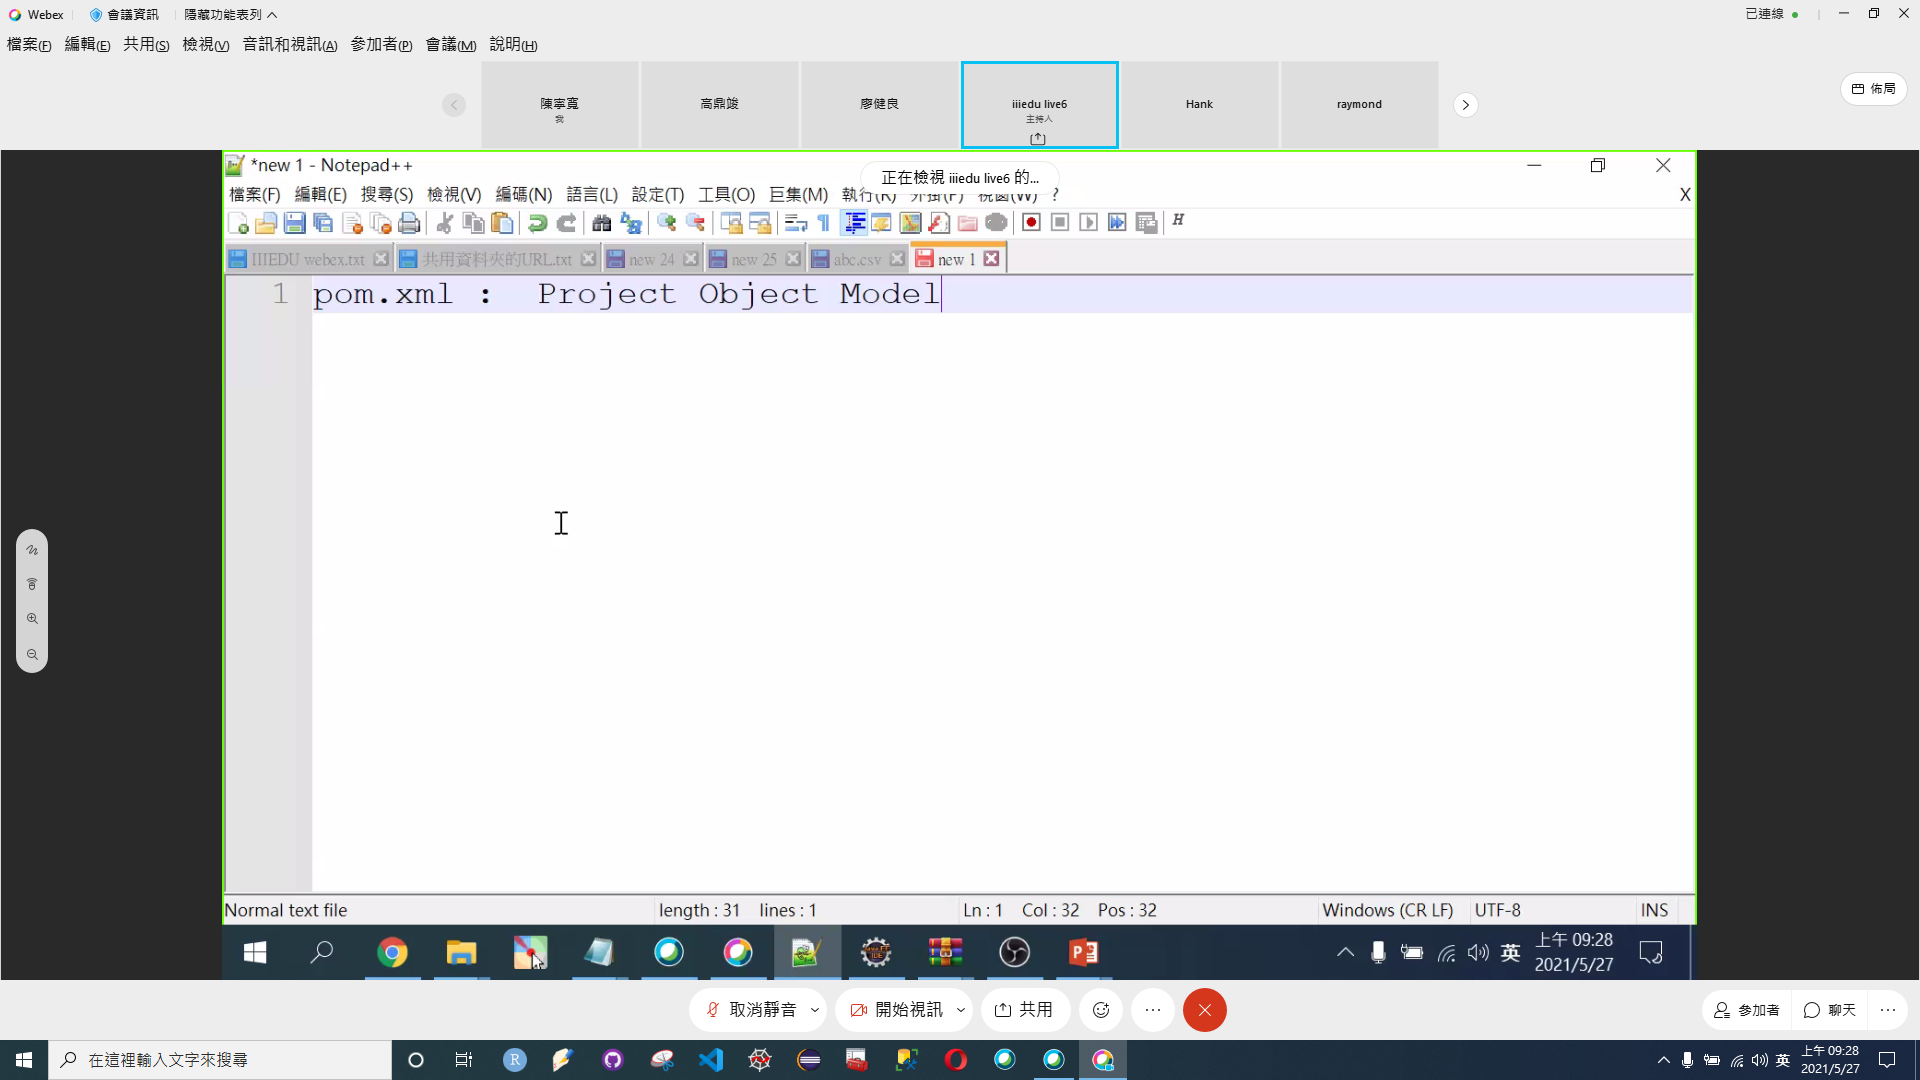 Webex 會議資訊 隱藏功能表列 已連線
檔案(F) 編輯(E) 共用(S) 檢視(V) 音訊和視訊(A) 參加者(P) 會議(M) 說明(H)
陳寧寬
我
高鼎竣
廖健良
iiiedu live6
主持人
Hank
raymond
佈局
*new 1 - Notepad++
正在檢視 iiiedu live6 的...
檔案(F) 編輯(E) 搜尋(S) 檢視(V) 編碼(N) 語言(L) 設定(T) 工具(O) 巨集(M) 執行(R) 外掛(P) 視窗(W) ? X
IIIEDU webex.txt 共用資料夾的URL.txt new 24 new 25 abc.csv new 1
1 pom.xml : Project Object Model
Normal text file length : 31 lines : 1 Ln : 1 Col : 32 Pos : 32 Windows (CR LF) UTF-8 INS
英 上午 09:28
2021/5/27
取消靜音 開始視訊 共用 參加者 聊天
在這裡輸入文字來搜尋
英 上午 09:28
2021/5/27